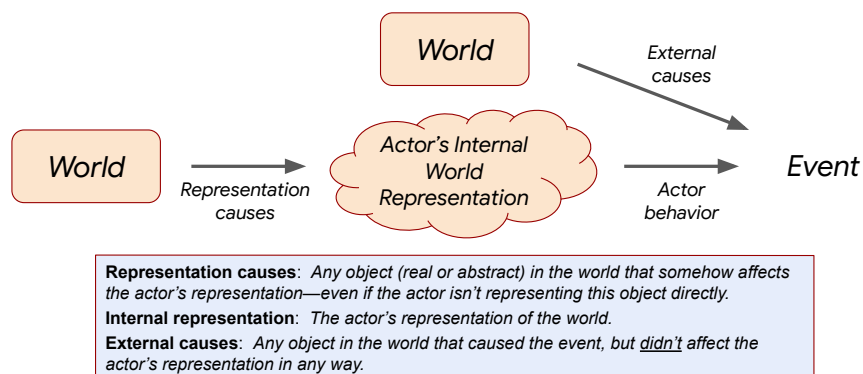 World
External
causes
World
Representation
causes
Actor's Internal
World
Representation
Actor
behavior
Event
Representation causes: Any object (real or abstract) in the world that somehow affects
the actor's representation—even if the actor isn't representing this object directly.
Internal representation: The actor's representation of the world.
External causes: Any object in the world that caused the event, but didn't affect the
actor's representation in any way.